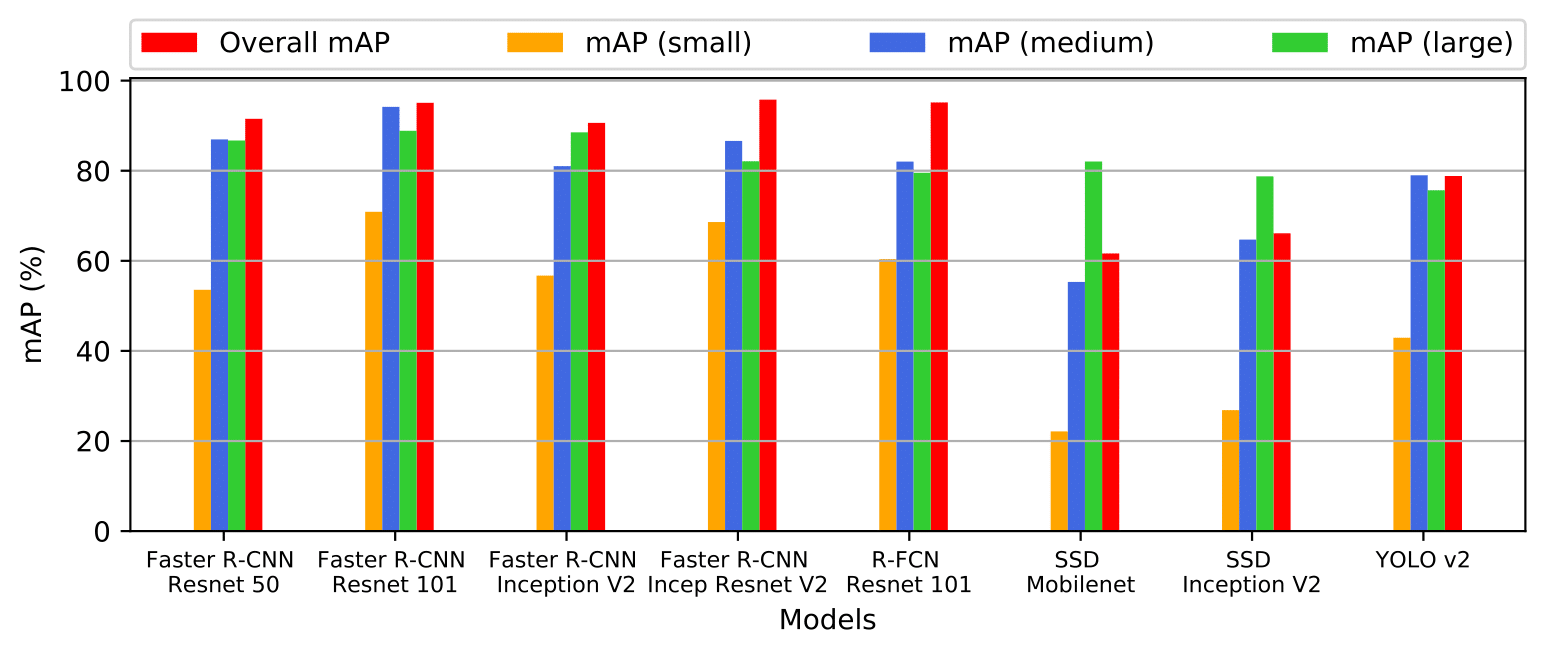 Overall mAP mAP (small) mAP (medium) mAP (large)
mAP (%)
100
80
60
40
20
0
Faster R-CNN Resnet 50
Faster R-CNN Resnet 101
Faster R-CNN Inception V2
Faster R-CNN Incep Resnet V2
R-FCN Resnet 101
SSD Mobilenet
SSD Inception V2
YOLO v2
Models